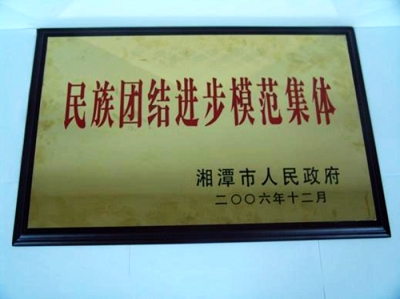 民族团结进步模范集体
湘潭市人民政府
二〇〇六年十二月